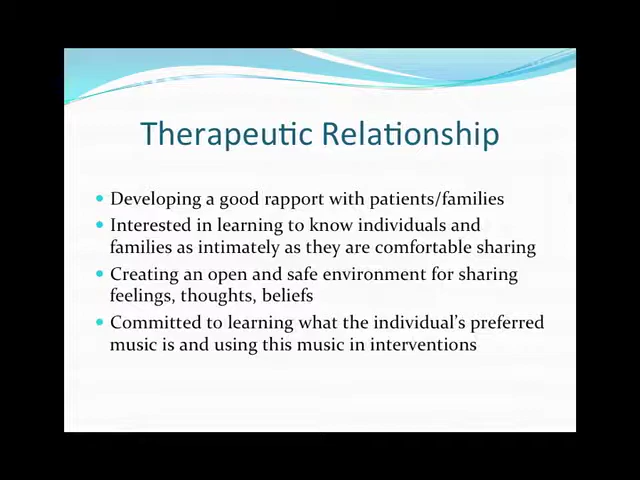 Therapeutic Relationship
• Developing a good rapport with patients/families
• Interested in learning to know individuals and
families as intimately as they are comfortable sharing
• Creating an open and safe environment for sharing
feelings, thoughts, beliefs
• Committed to learning what the individual's preferred
music is and using this music in interventions